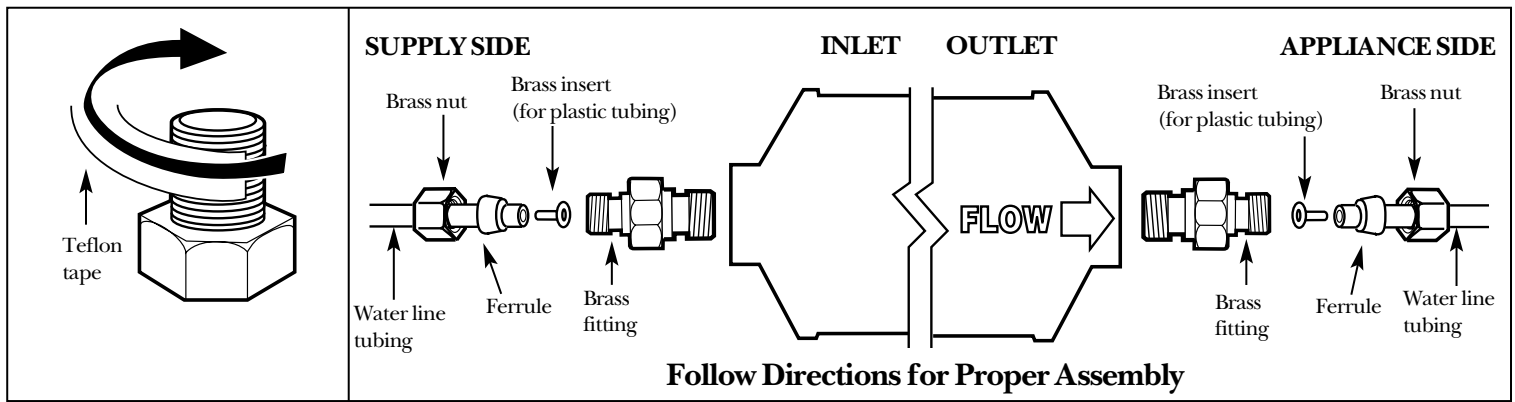 Teflon
tape
SUPPLY SIDE
INLET
OUTLET
APPLIANCE SIDE
Brass nut
Brass insert
(for plastic tubing)
Brass insert
(for plastic tubing)
Brass nut
FLOW
Water line
tubing
Ferrule
Brass
fitting
Brass
fitting
Ferrule
Water line
tubing
Follow Directions for Proper Assembly